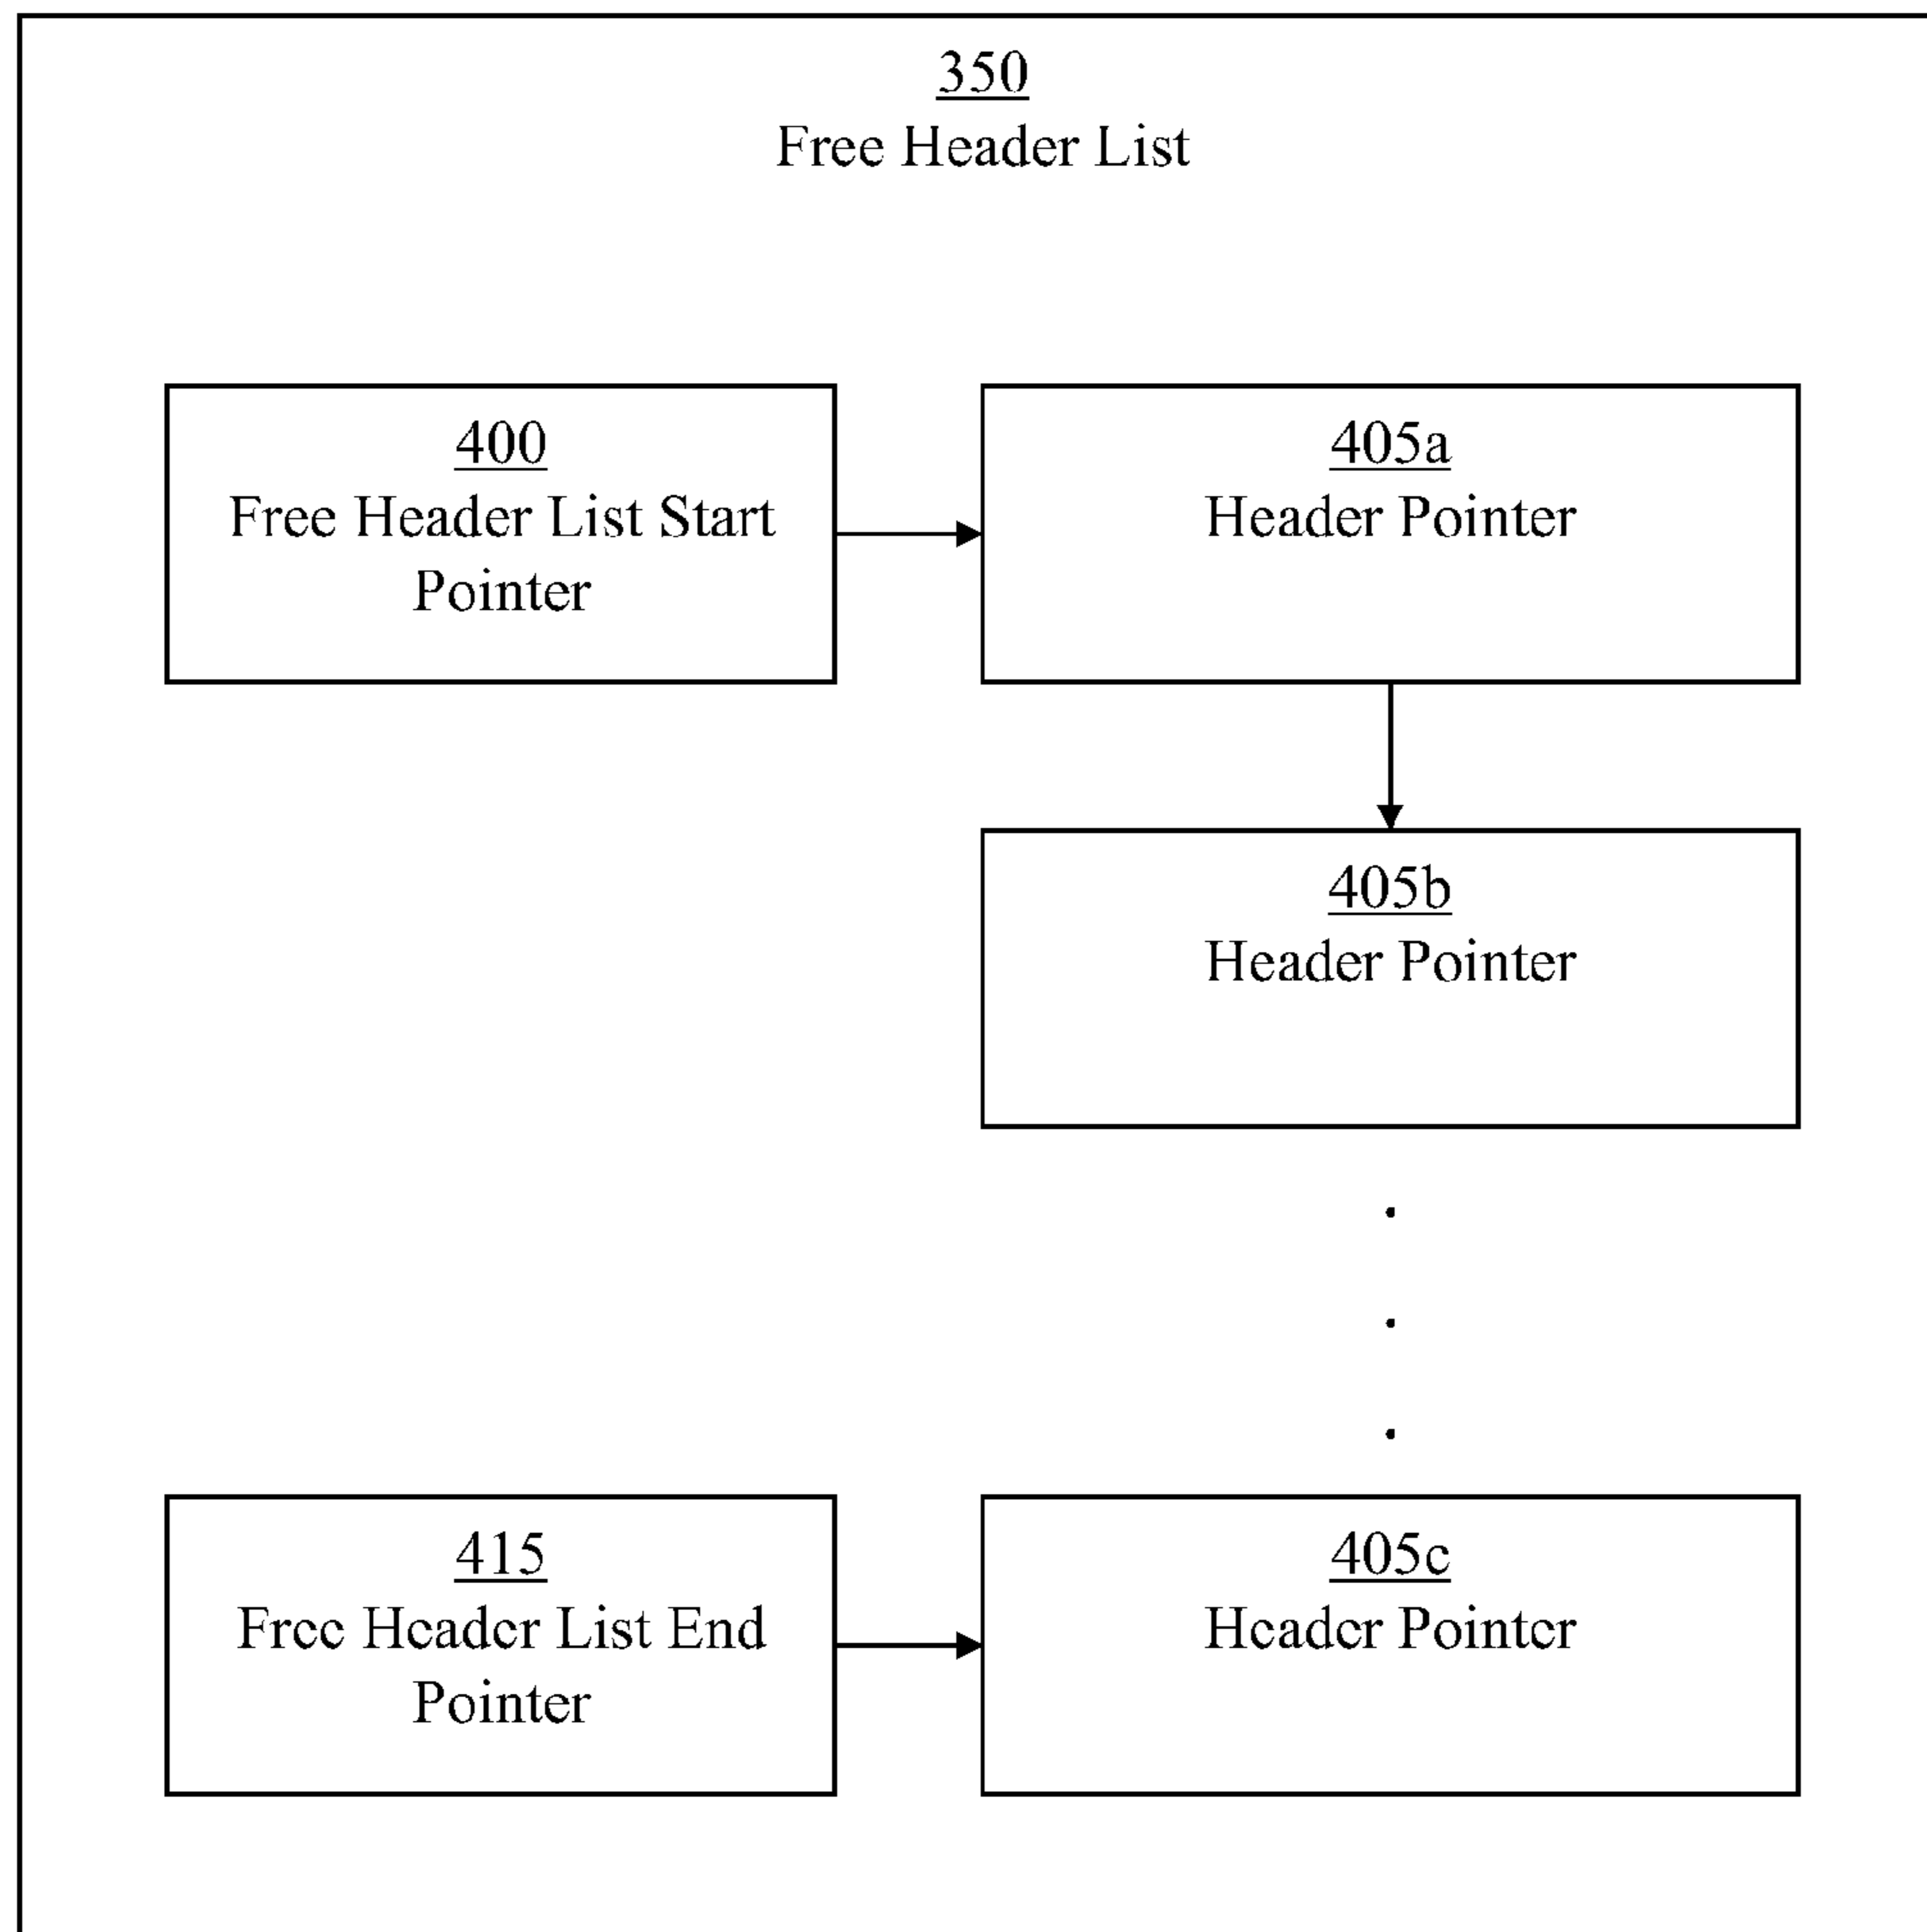 350
Free Header List
400
Free Header List Start
Pointer
405a
Header Pointer
405b
Header Pointer
.
.
.
415
Free Header List End
Pointer
405c
Header Pointer